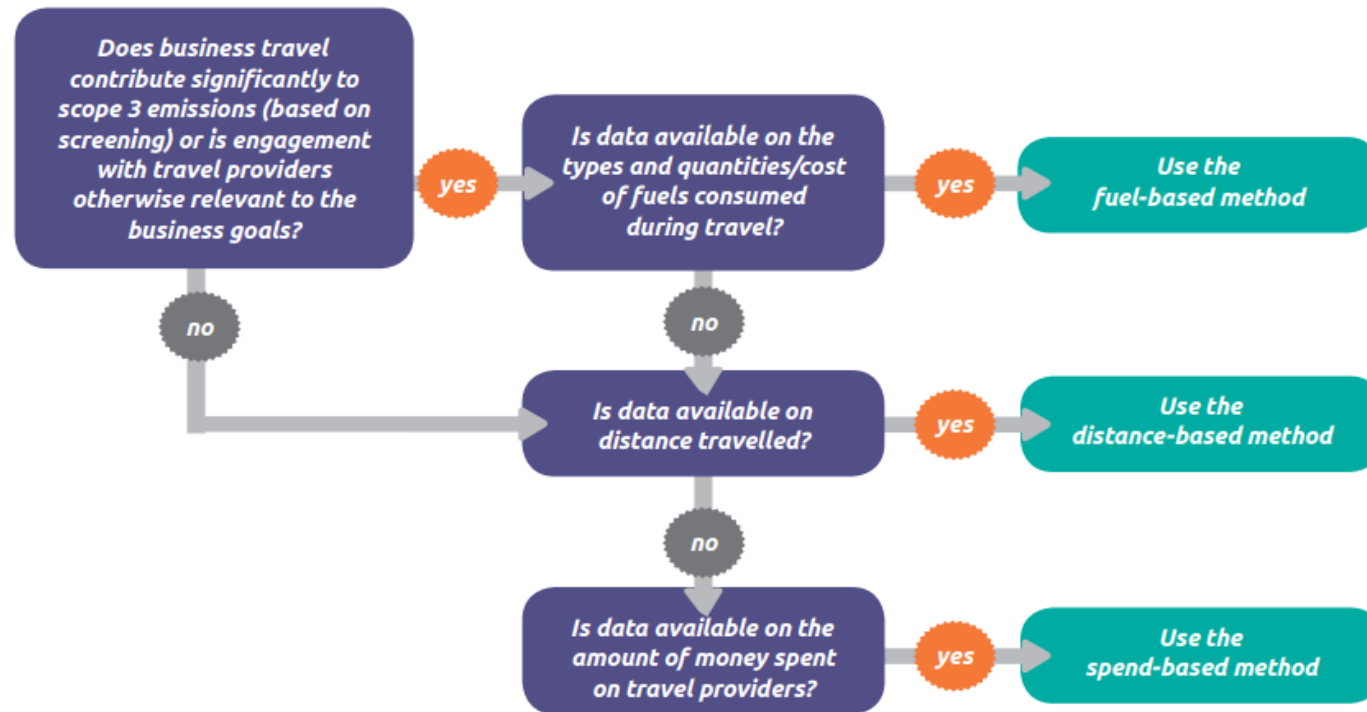 Does business travel
contribute significantly to
scope 3 emissions (based on
screening) or is engagement
with travel providers
otherwise relevant to the
business goals?
yes
Is data available on the
types and quantities/cost
of fuels consumed
during travel?
yes
Use the
fuel-based method
no
no
Is data available on
distance travelled?
yes
Use the
distance-based method
no
Is data available on the
amount of money spent
on travel providers?
yes
Use the
spend-based method